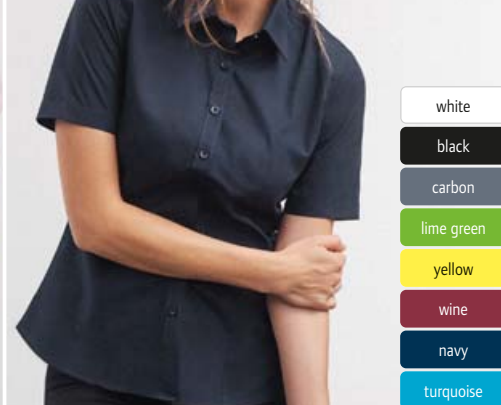 white
black
carbon
lime green
yellow
wine
navy
turquoise